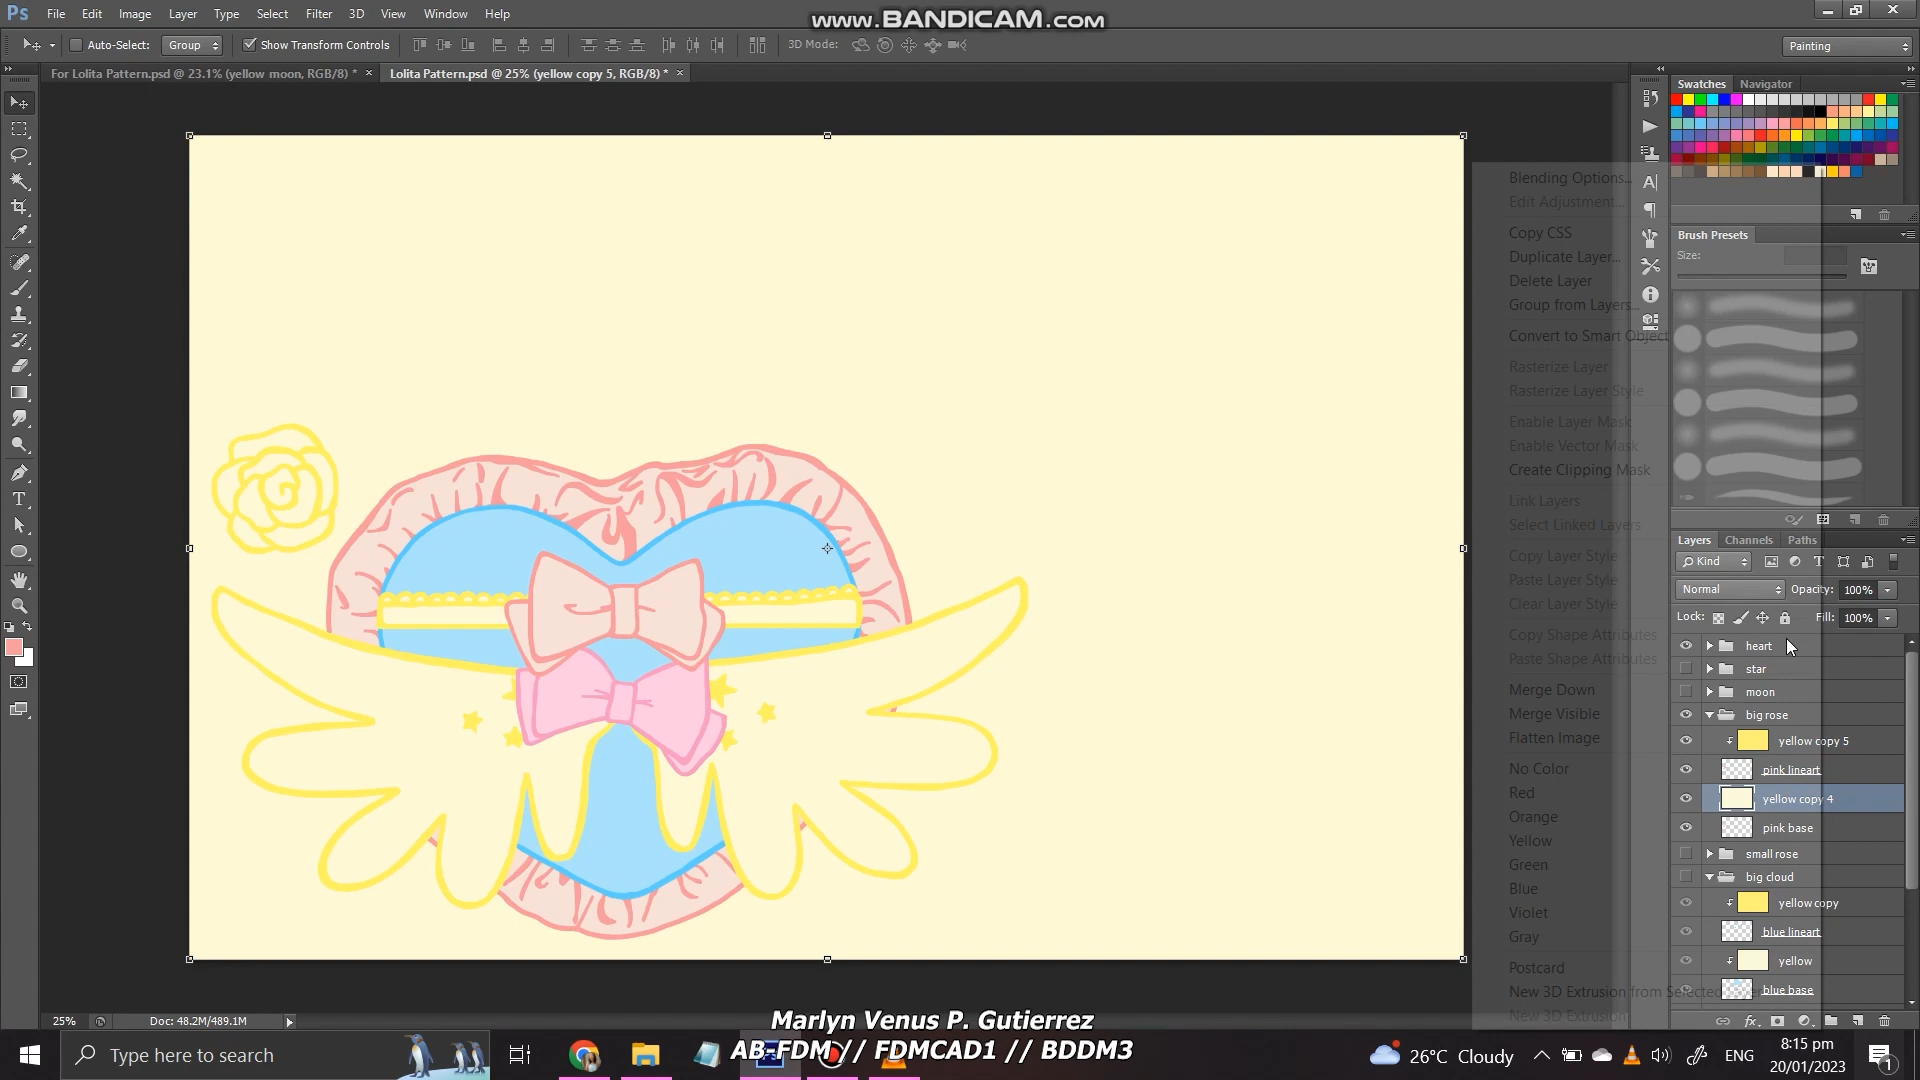 Ps File Edit Image Layer Type Select Filter 3D View Window Help
www.BANDICAM.com
Auto-Select: Group Show Transform Controls 3D Mode: Painting
For Lolita Pattern.psd @ 23.1% (yellow moon, RGB/8) * × Lolita Pattern.psd @ 25% (yellow copy 5, RGB/8) * ×
Swatches Navigator
Blending Options...
Edit Adjustment...
Copy CSS
Duplicate Layer...
Delete Layer
Group from Layers...
Convert to Smart Object
Rasterize Layer
Rasterize Layer Style
Enable Layer Mask
Enable Vector Mask
Create Clipping Mask
Link Layers
Select Linked Layers
Copy Layer Style
Paste Layer Style
Clear Layer Style
Copy Shape Attributes
Paste Shape Attributes
Merge Down
Merge Visible
Flatten Image
No Color
Red
Orange
Yellow
Green
Blue
Violet
Gray
Postcard
New 3D Extrusion from Selected
New 3D Extrusion
Brush Presets
Size:
Layers Channels Paths
Kind
Normal Opacity: 100%
Lock: Fill: 100%
heart
star
moon
big rose
yellow copy 5
pink lineart
yellow copy 4
pink base
small rose
big cloud
yellow copy
blue lineart
yellow
blue base
25% Doc: 48.2M/489.1M
Marlyn Venus P. Gutierrez
AB-FDM // FDMCAD1 // BDDM3
Type here to search
26°C Cloudy ENG 8:15 pm
20/01/2023
1